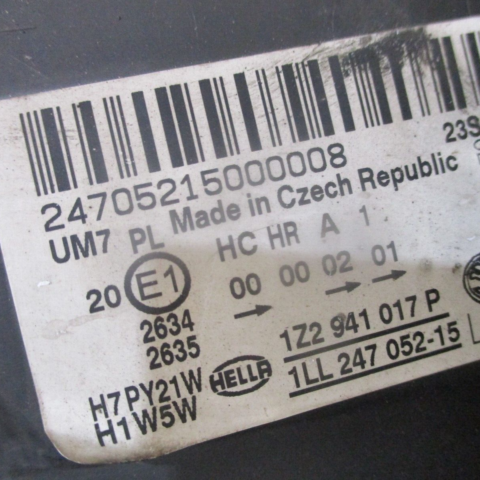 24705215000008
23S
UM7 PL Made in Czech Republic
HC HR A 1
20 E1 00 00 02 01
2634
2635
1Z2 941 017 P
HELLA 1LL 247 052-15 L
H7 PY21W
H1 W5W